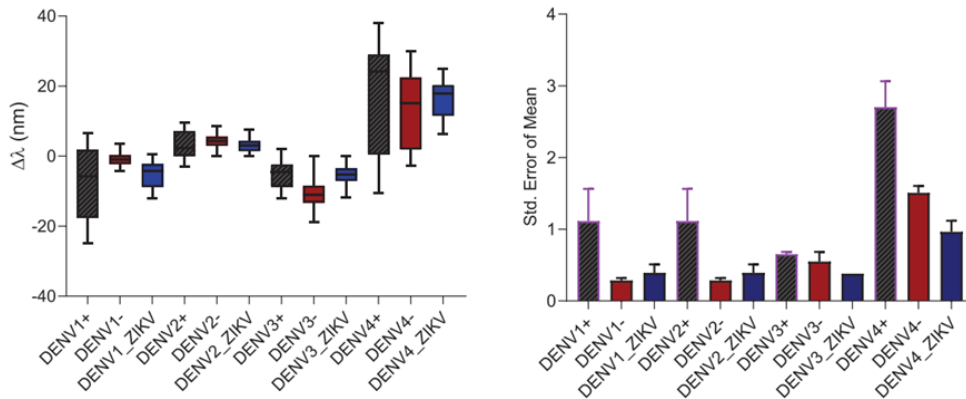 40
20
0
-20
-40
Δλ (nm)
DENV1+
DENV1-
DENV1_ZIKV
DENV2+
DENV2-
DENV2_ZIKV
DENV3+
DENV3-
DENV3_ZIKV
DENV4+
DENV4-
DENV4_ZIKV
4
3
2
1
0
Std. Error of Mean
DENV1+
DENV1-
DENV1_ZIKV
DENV2+
DENV2-
DENV2_ZIKV
DENV3+
DENV3-
DENV3_ZIKV
DENV4+
DENV4-
DENV4_ZIKV